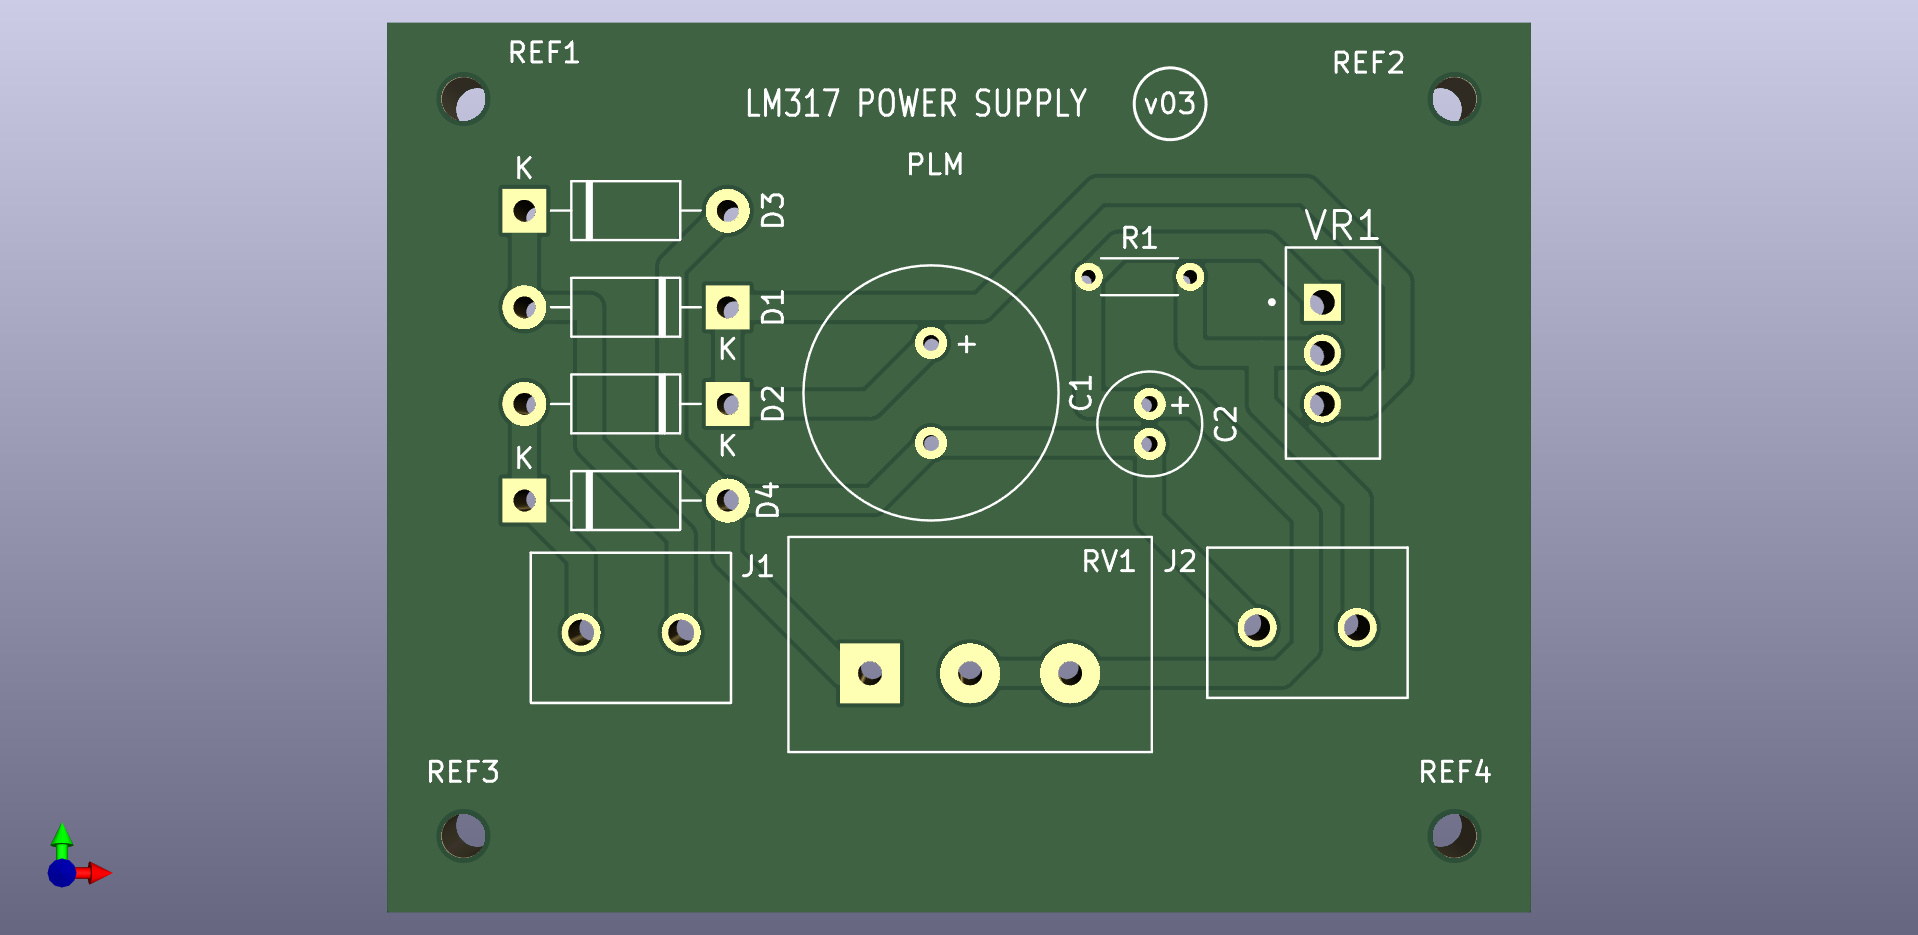 REF1
REF2
LM317 POWER SUPPLY
v03
PLM
K
D3
VR1
R1
D1
K
+
C1
+
D2
C2
K
K
D4
J1
RV1
J2
REF3
REF4